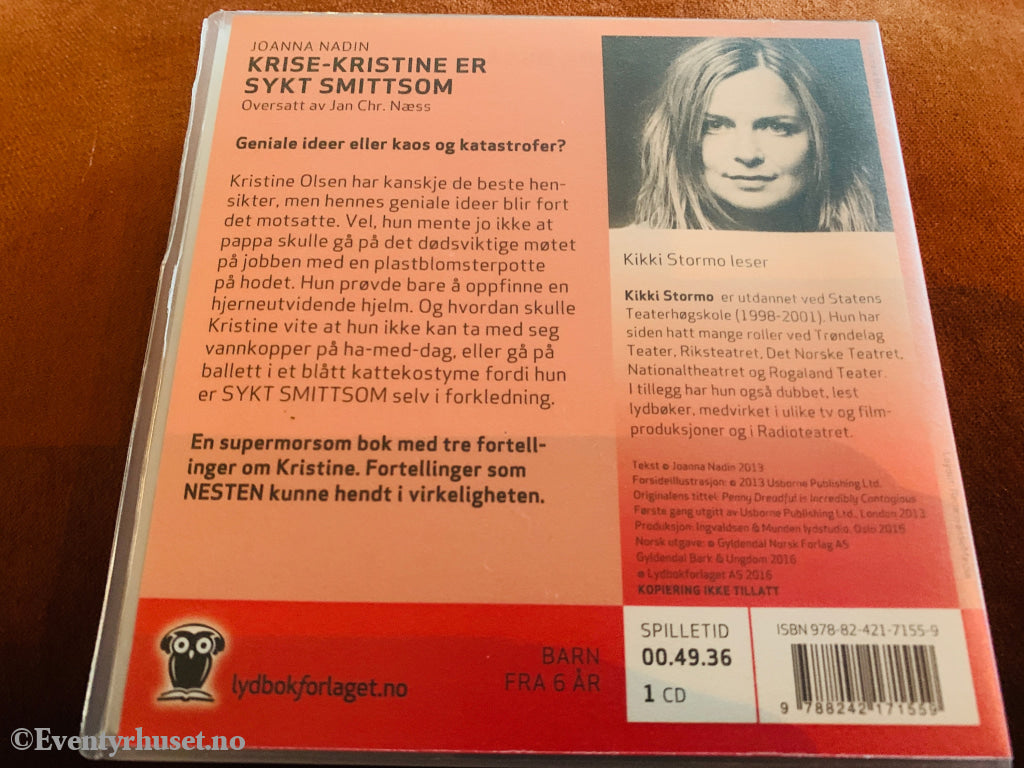 JOANNA NADIN
KRISE-KRISTINE ER
SYKT SMITTSOM
Oversatt av Jan Chr. Næss
Geniale ideer eller kaos og katastrofer?
Kristine Olsen har kanskje de beste hen-
sikter, men hennes geniale ideer blir fort
det motsatte. Vel, hun mente jo ikke at
pappa skulle gå på det dødsviktige møtet
på jobben med en plastblomsterpotte
på hodet. Hun prøvde bare å oppfinne en
hjerneutvidende hjelm. Og hvordan skulle
Kristine vite at hun ikke kan ta med seg
vannkopper på ha-med-dag, eller gå på
ballett i et blått kattekostyme fordi hun
er SYKT SMITTSOM selv i forkledning.
En supermorsom bok med tre fortell-
inger om Kristine. Fortellinger som
NESTEN kunne hendt i virkeligheten.
Kikki Stormo leser
Kikki Stormo er utdannet ved Statens
Teaterhøgskole (1998-2001). Hun har
siden hatt mange roller ved Trøndelag
Teater, Riksteatret, Det Norske Teatret,
Nationaltheatret og Rogaland Teater.
I tillegg har hun også dubbet, lest
lydbøker, medvirket i ulike tv og film-
produksjoner og i Radioteatret.
Tekst © Joanna Nadin 2013
Forsideillustrasjon: © 2013 Usborne Publishing Ltd.
Originalens tittel: Penny Dreadful is Incredibly Contagious
Første gang utgitt av Usborne Publishing Ltd., London 2013
Produksjon: Ingvaldsen & Munden lydstudio, Oslo 2016
Norsk utgave: © Gyldendal Norsk Forlag AS
Gyldendal Bark & Ungdom 2016
© Lydbokforlaget AS 2016
KOPIERING IKKE TILLATT
lydbokforlaget.no
BARN
FRA 6 ÅR
SPILLETID
00.49.36
1 CD
ISBN 978-82-421-7155-9
9 788242 171559
©Eventyrhuset.no